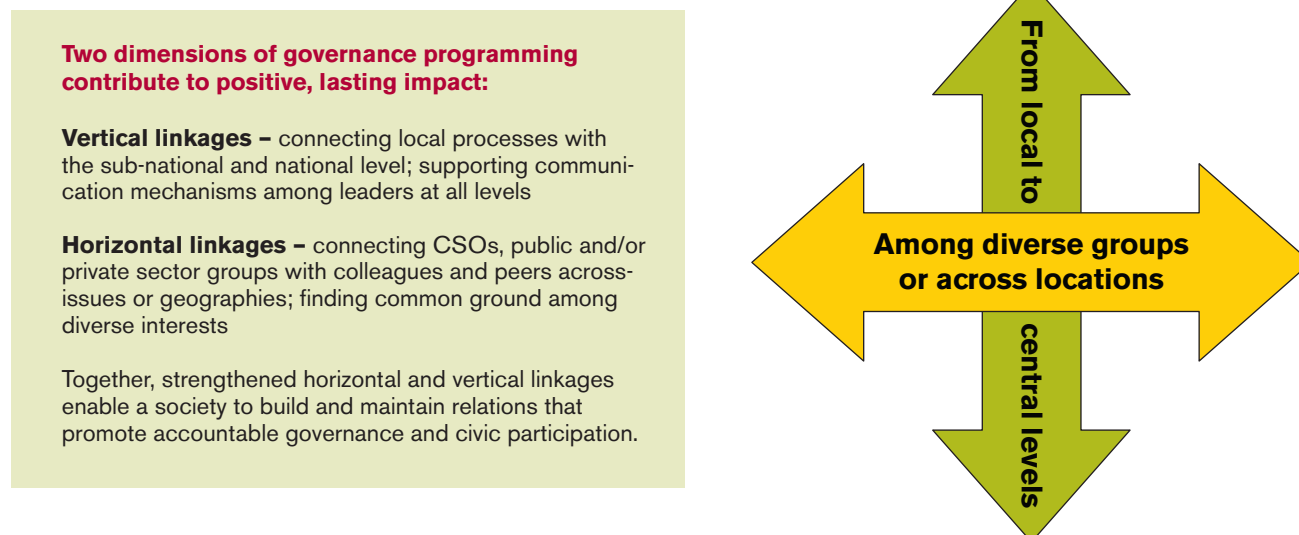 Two dimensions of governance programming
contribute to positive, lasting impact:
Vertical linkages – connecting local processes with
the sub-national and national level; supporting communi-
cation mechanisms among leaders at all levels
Horizontal linkages – connecting CSOs, public and/or
private sector groups with colleagues and peers across-
issues or geographies; finding common ground among
diverse interests
Together, strengthened horizontal and vertical linkages
enable a society to build and maintain relations that
promote accountable governance and civic participation.
From local to
Among diverse groups
or across locations
central levels